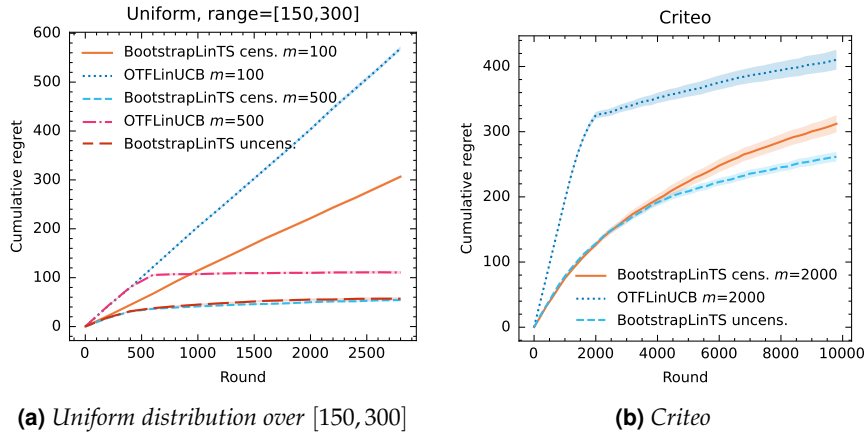 Uniform, range=[150,300]
600
500
400
300
200
100
0
Cumulative regret
BootstrapLinTS cens. m=100
OTFLinUCB m=100
BootstrapLinTS cens. m=500
OTFLinUCB m=500
BootstrapLinTS uncens.
0 500 1000 1500 2000 2500
Round
(a) Uniform distribution over [150, 300]
Criteo
400
300
200
100
0
Cumulative regret
BootstrapLinTS cens. m=2000
OTFLinUCB m=2000
BootstrapLinTS uncens.
0 2000 4000 6000 8000 10000
Round
(b) Criteo